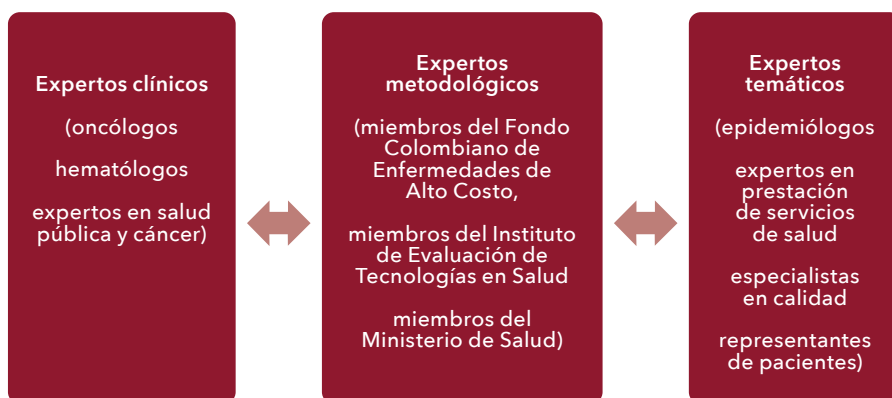 Expertos clínicos
(oncólogos
hematólogos
expertos en salud
pública y cáncer)
Expertos
metodológicos
(miembros del Fondo
Colombiano de
Enfermedades de
Alto Costo,
miembros del Instituto
de Evaluación de
Tecnologías en Salud
miembros del
Ministerio de Salud)
Expertos
temáticos
(epidemiólogos
expertos en
prestación
de servicios
de salud
especialistas
en calidad
representantes
de pacientes)